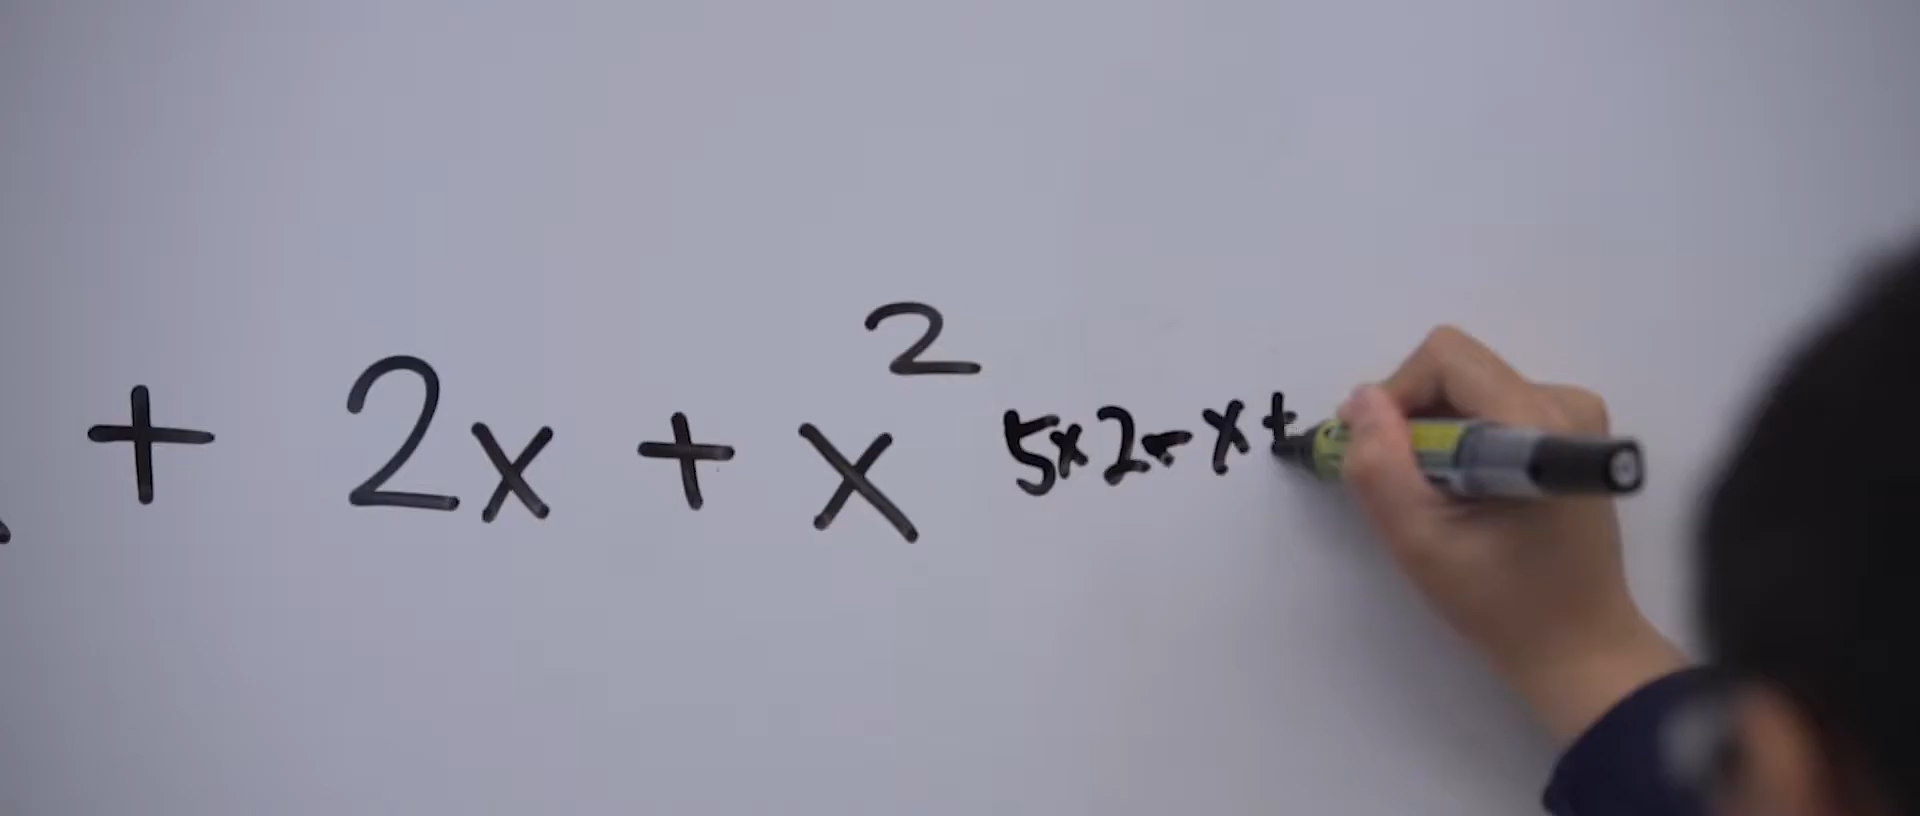 + 2x + x² 5x2-x+